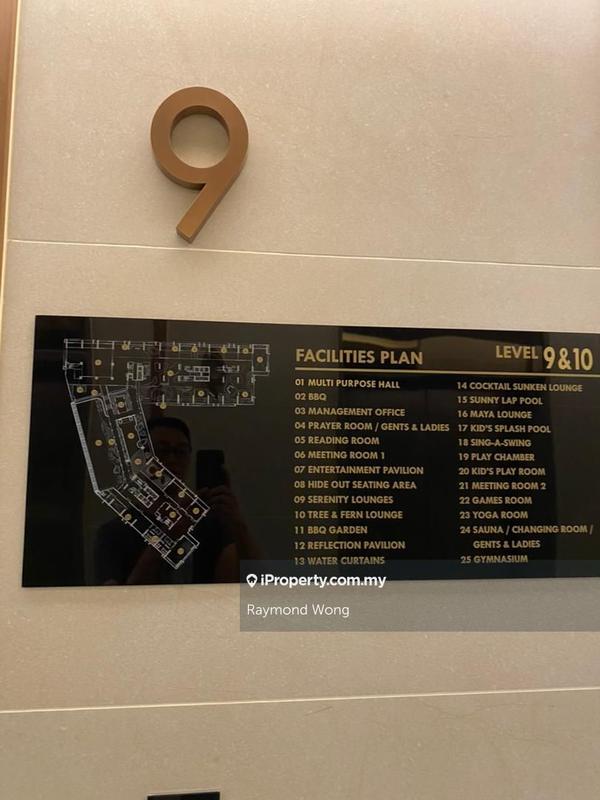 9
FACILITIES PLAN
LEVEL 9&10
01 MULTI PURPOSE HALL
02 BBQ
03 MANAGEMENT OFFICE
04 PRAYER ROOM / GENTS & LADIES
05 READING ROOM
06 MEETING ROOM 1
07 ENTERTAINMENT PAVILION
08 HIDE OUT SEATING AREA
09 SERENITY LOUNGES
10 TREE & FERN LOUNGE
11 BBQ GARDEN
12 REFLECTION PAVILION
13 WATER CURTAINS
14 COCKTAIL SUNKEN LOUNGE
15 SUNNY LAP POOL
16 MAYA LOUNGE
17 KID'S SPLASH POOL
18 SING-A-SWING
19 PLAY CHAMBER
20 KID'S PLAY ROOM
21 MEETING ROOM 2
22 GAMES ROOM
23 YOGA ROOM
24 SAUNA / CHANGING ROOM /
GENTS & LADIES
25 GYMNASIUM
iProperty.com.my
Raymond Wong